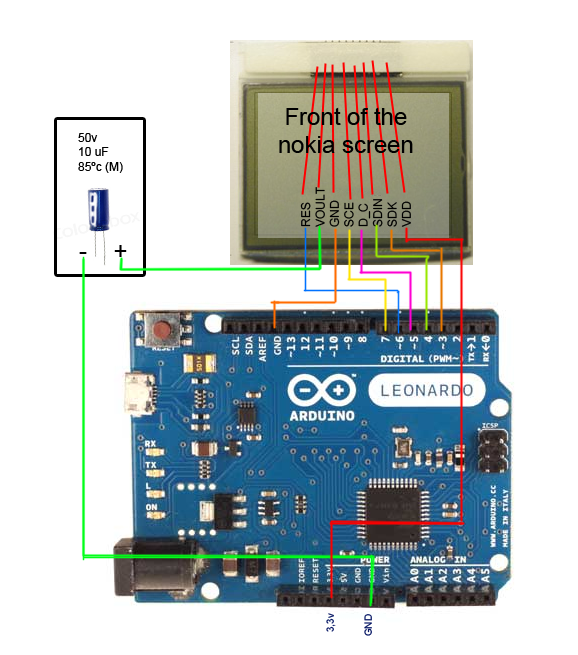 50v
10 uF
85ºc (M)
- +
Front of the
nokia screen
RES
VOULT
GND
SCE
D_C
SDIN
SDK
VDD
RESET
SCL
SDA
AREF
GND
~13
12
~11
~10
~9
8
7
~6
~5
4
~3
2
TX→1
RX←0
DIGITAL (PWM~)
ARDUINO
LEONARDO
ICSP
RX
TX
L
ON
WWW.ARDUINO.CC
MADE IN ITALY
POWER
ANALOG IN
IOREF
RESET
5V
GND
Vin
A0
A1
A2
A3
A4
A5
3,3v
GND